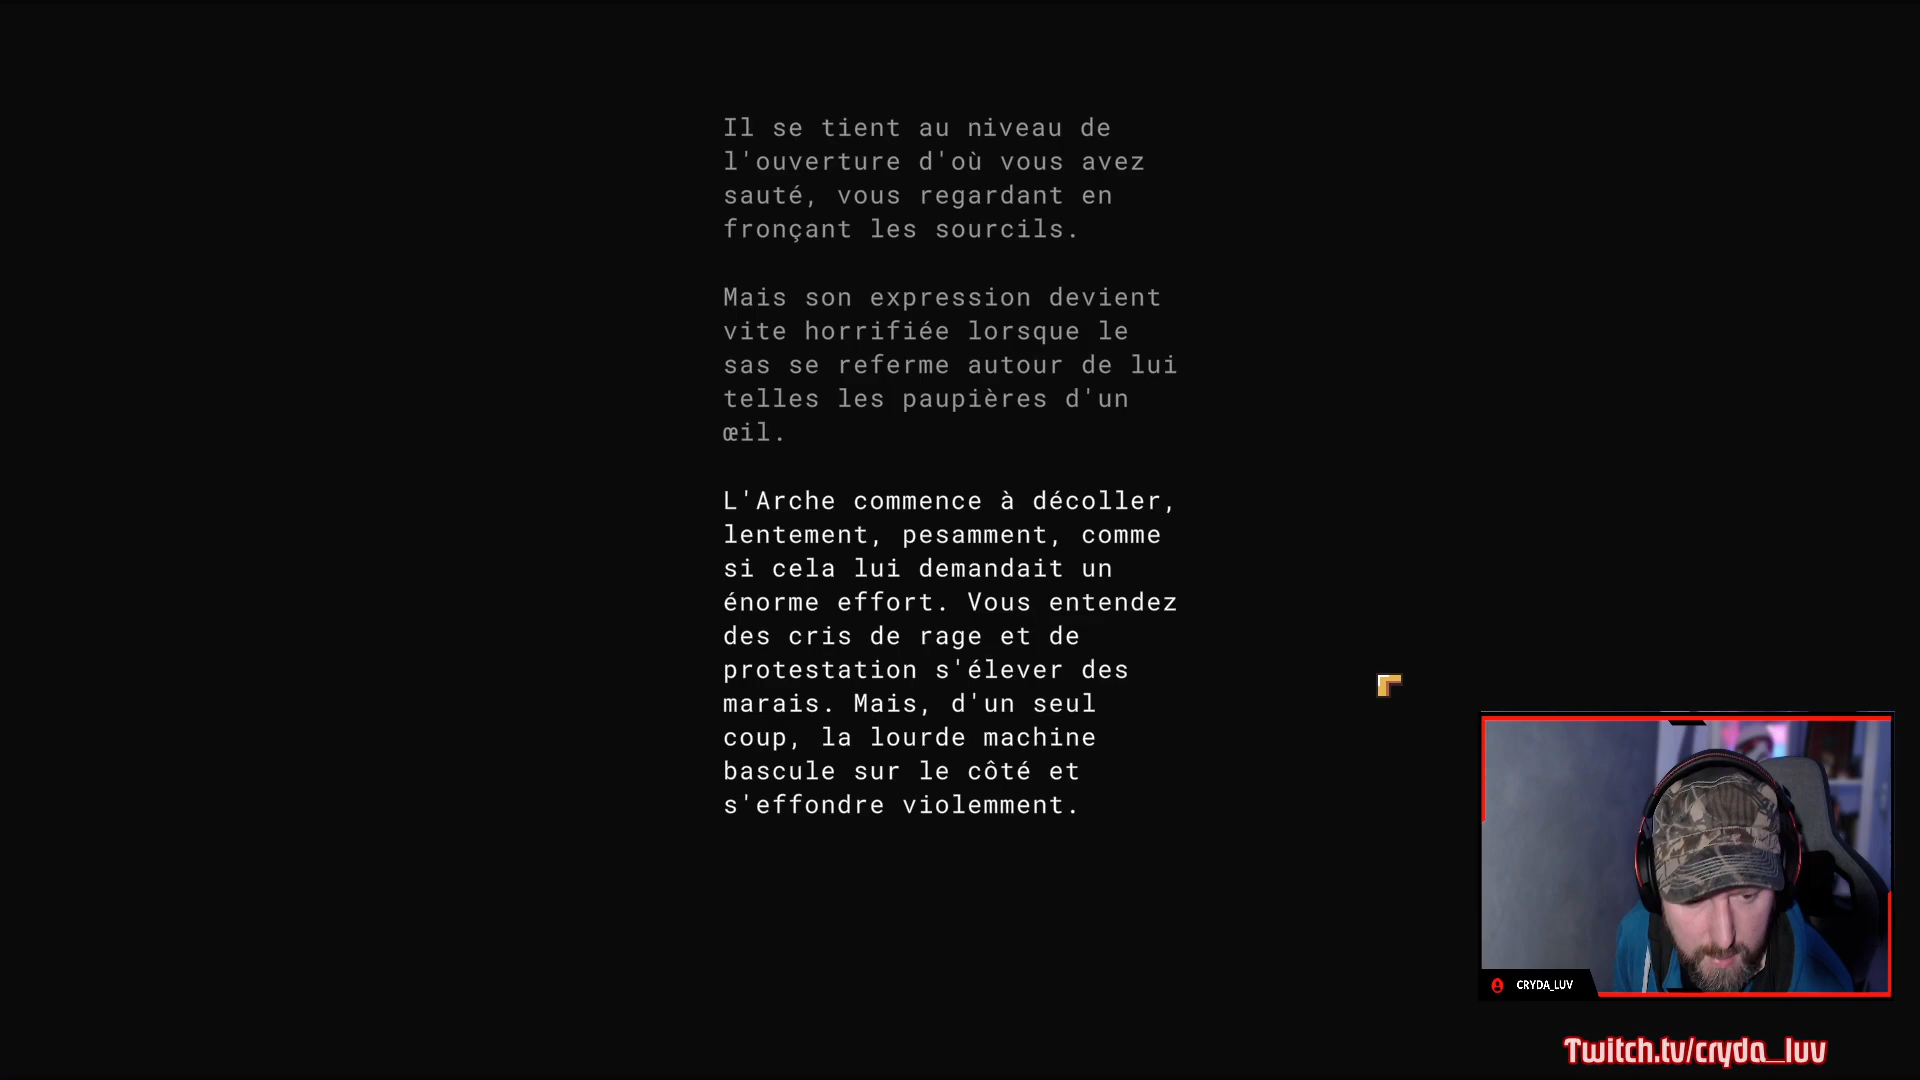 Il se tient au niveau de
l'ouverture d'où vous avez
sauté, vous regardant en
fronçant les sourcils.
Mais son expression devient
vite horrifiée lorsque le
sas se referme autour de lui
telles les paupières d'un
œil.
L'Arche commence à décoller,
lentement, pesamment, comme
si cela lui demandait un
énorme effort. Vous entendez
des cris de rage et de
protestation s'élever des
marais. Mais, d'un seul
coup, la lourde machine
bascule sur le côté et
s'effondre violemment.
CRYDA_LUV
Twitch.tv/cryda_luv